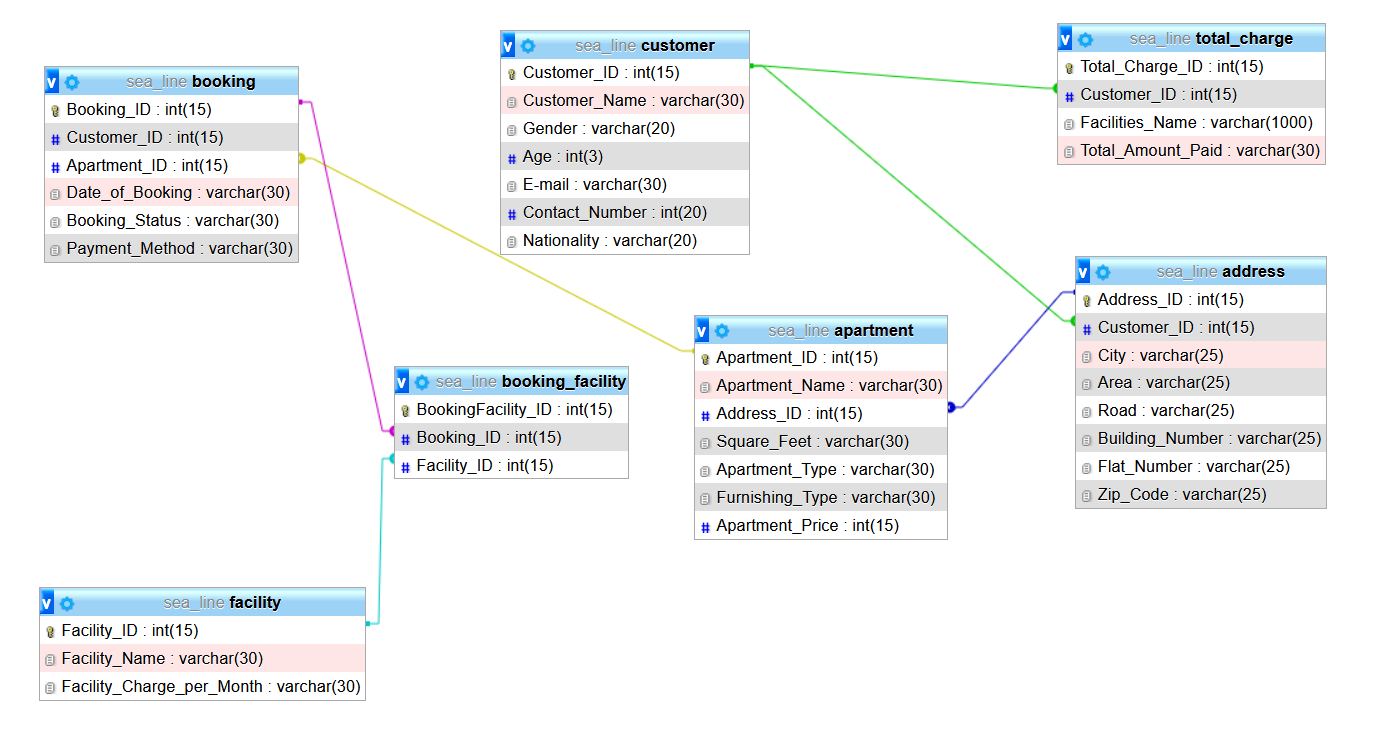 sea_line booking
Booking_ID : int(15)
Customer_ID : int(15)
Apartment_ID : int(15)
Date_of_Booking : varchar(30)
Booking_Status : varchar(30)
Payment_Method : varchar(30)
sea_line customer
Customer_ID : int(15)
Customer_Name : varchar(30)
Gender : varchar(20)
Age : int(3)
E-mail : varchar(30)
Contact_Number : int(20)
Nationality : varchar(20)
sea_line total_charge
Total_Charge_ID : int(15)
Customer_ID : int(15)
Facilities_Name : varchar(1000)
Total_Amount_Paid : varchar(30)
sea_line address
Address_ID : int(15)
Customer_ID : int(15)
City : varchar(25)
Area : varchar(25)
Road : varchar(25)
Building_Number : varchar(25)
Flat_Number : varchar(25)
Zip_Code : varchar(25)
sea_line apartment
Apartment_ID : int(15)
Apartment_Name : varchar(30)
Address_ID : int(15)
Square_Feet : varchar(30)
Apartment_Type : varchar(30)
Furnishing_Type : varchar(30)
Apartment_Price : int(15)
sea_line booking_facility
BookingFacility_ID : int(15)
Booking_ID : int(15)
Facility_ID : int(15)
sea_line facility
Facility_ID : int(15)
Facility_Name : varchar(30)
Facility_Charge_per_Month : varchar(30)